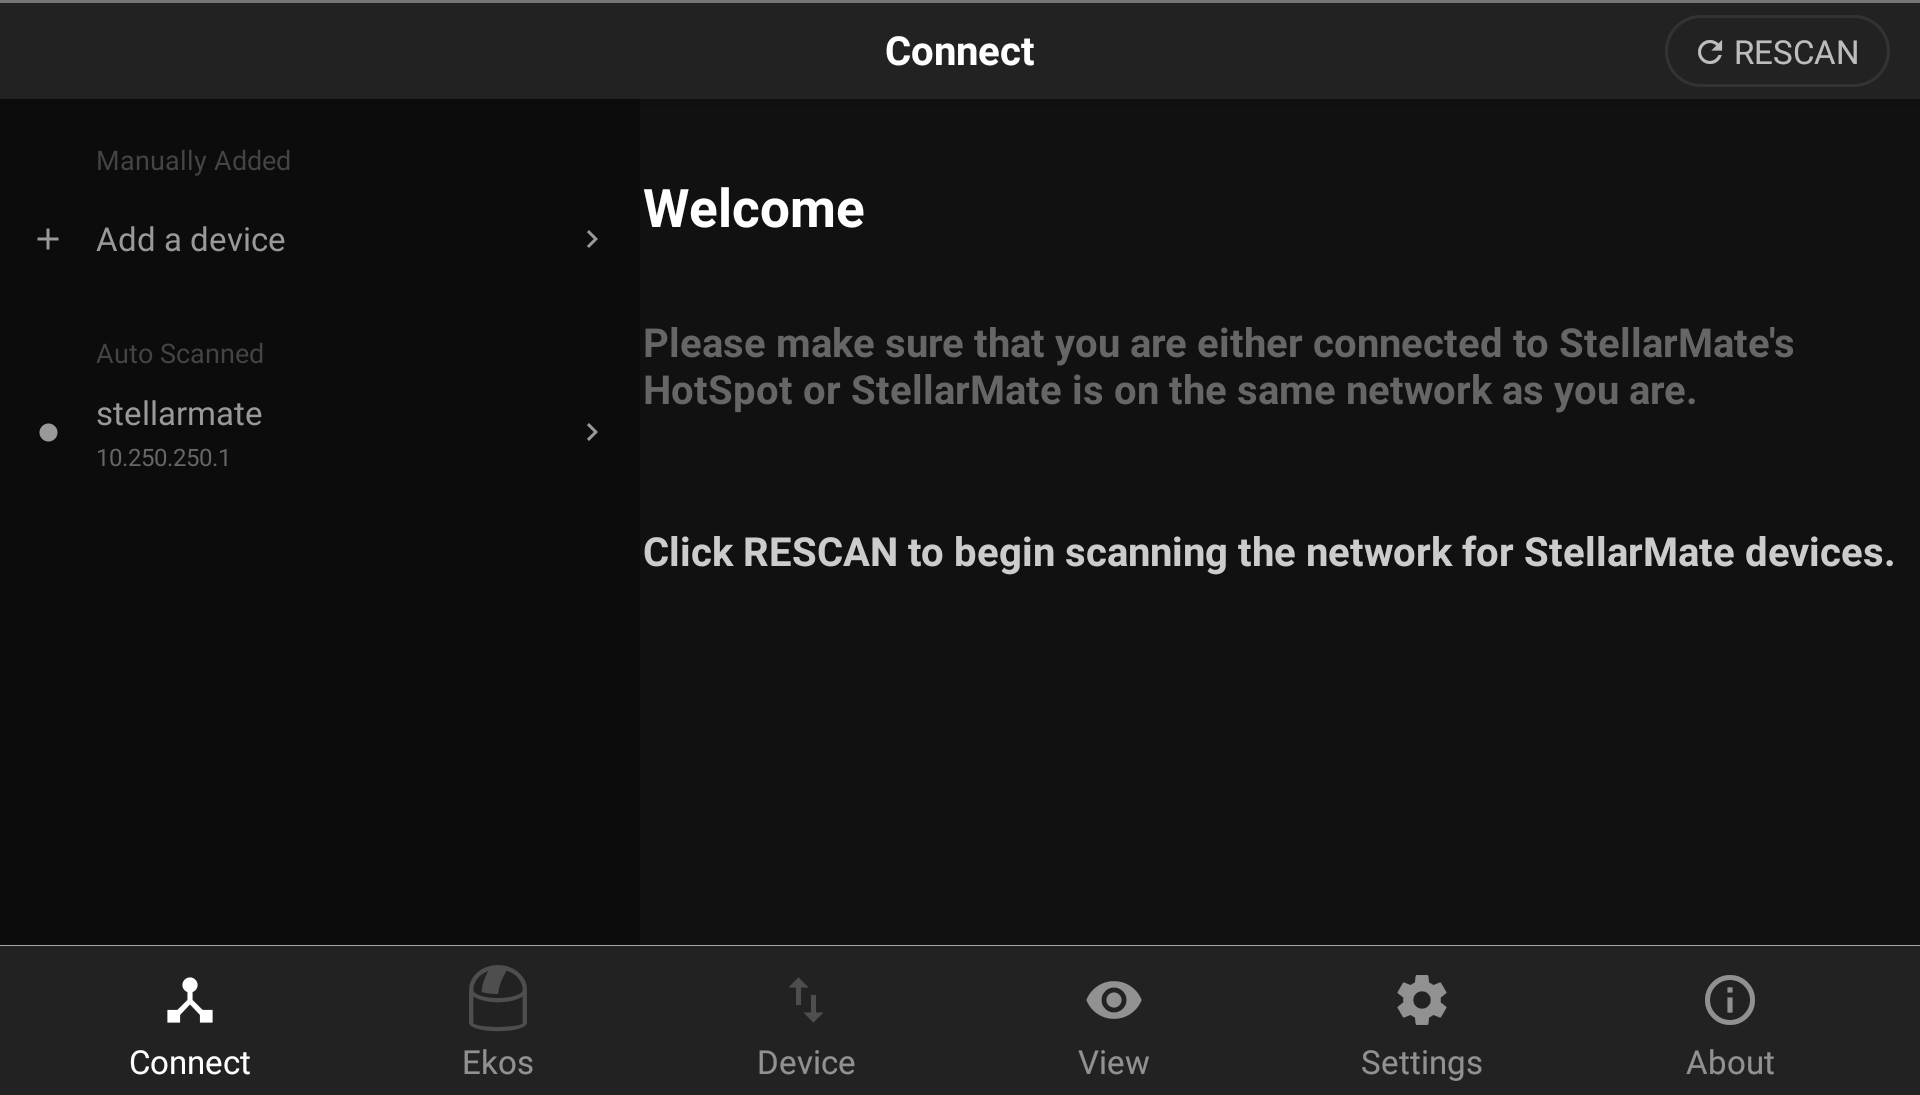 Connect
RESCAN
Manually Added
Add a device
Auto Scanned
stellarmate
10.250.250.1
Welcome
Please make sure that you are either connected to StellarMate's
HotSpot or StellarMate is on the same network as you are.
Click RESCAN to begin scanning the network for StellarMate devices.
Connect
Ekos
Device
View
Settings
About